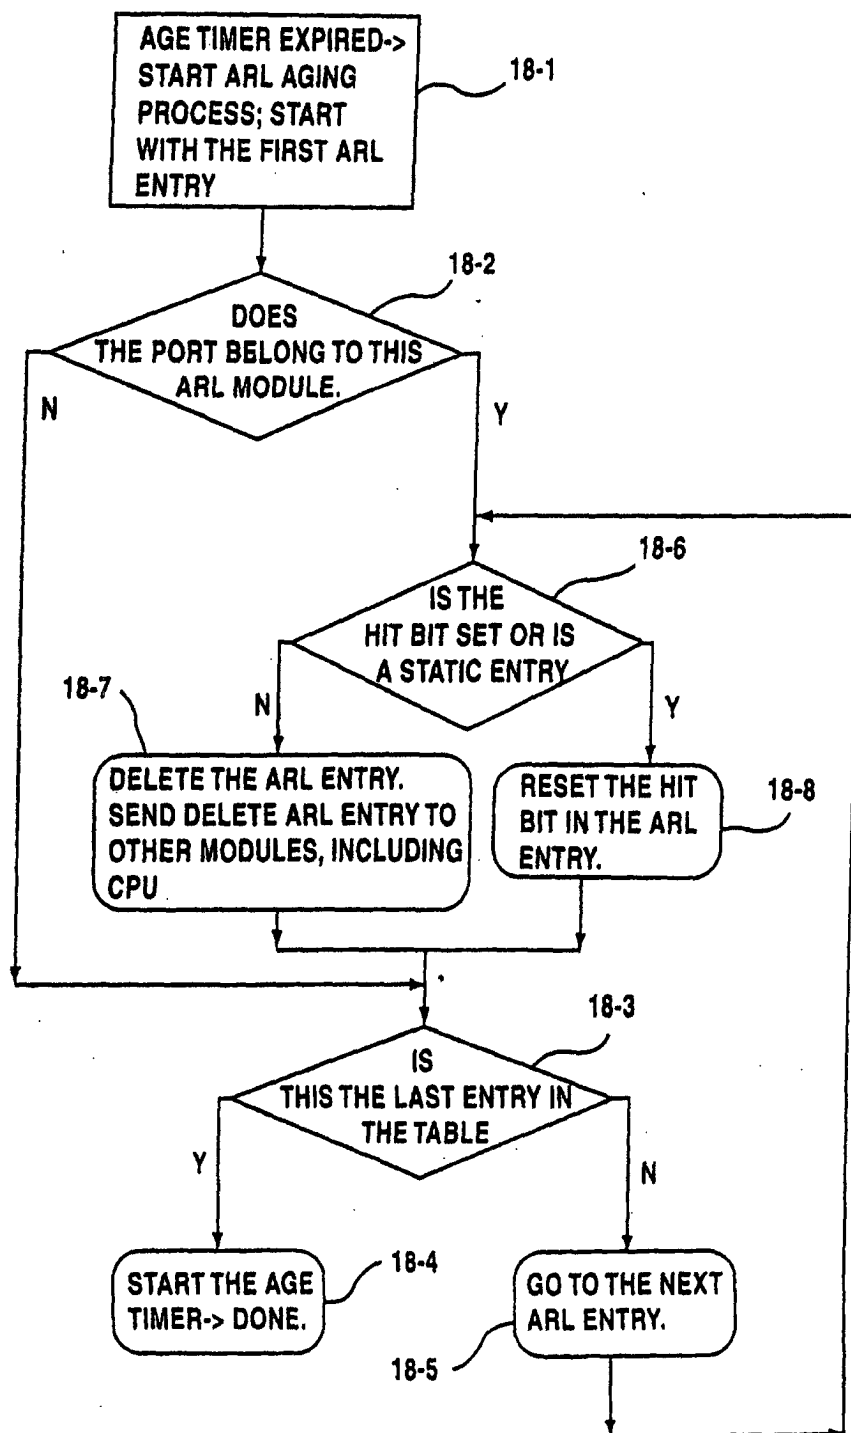 AGE TIMER EXPIRED->
START ARL AGING
PROCESS; START
WITH THE FIRST ARL
ENTRY
18-1
18-2
DOES
THE PORT BELONG TO THIS
ARL MODULE.
N
Y
18-6
IS THE
HIT BIT SET OR IS
A STATIC ENTRY
18-7
N
Y
DELETE THE ARL ENTRY.
SEND DELETE ARL ENTRY TO
OTHER MODULES, INCLUDING
CPU
RESET THE HIT
BIT IN THE ARL
ENTRY.
18-8
18-3
IS
THIS THE LAST ENTRY IN
THE TABLE
Y
N
START THE AGE
TIMER-> DONE.
18-4
GO TO THE NEXT
ARL ENTRY.
18-5